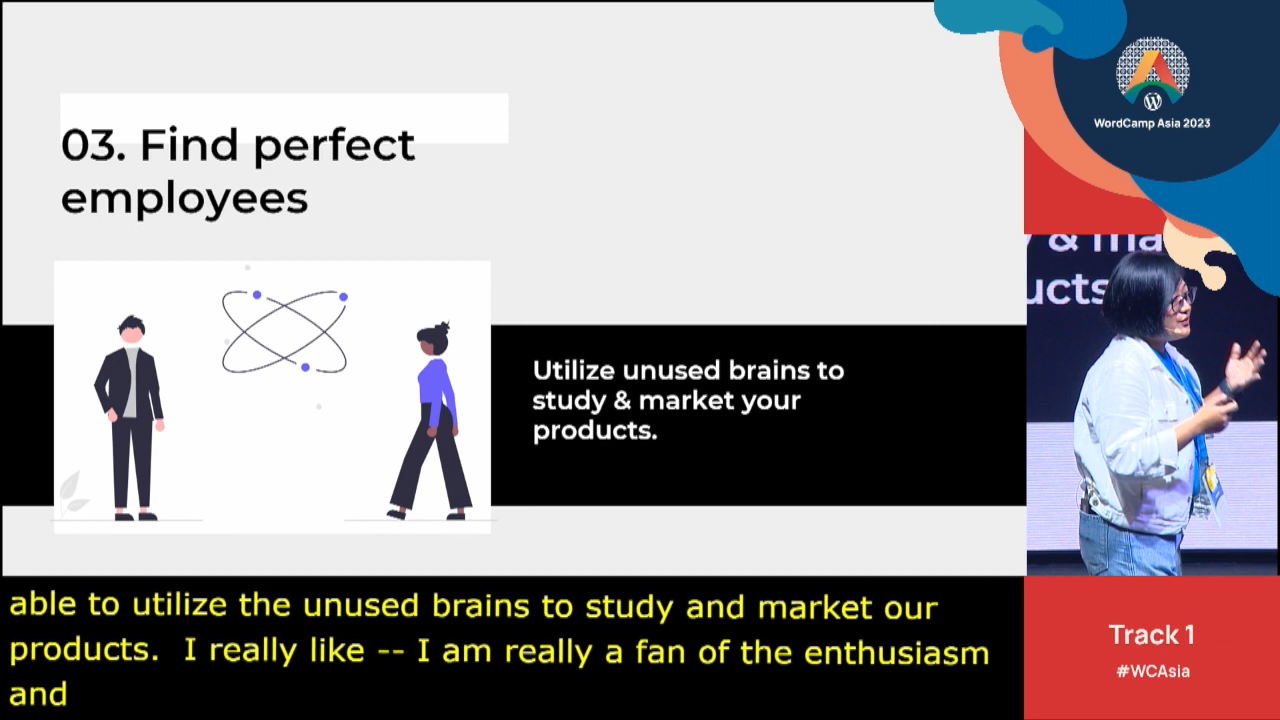 03. Find perfect
employees
Utilize unused brains to
study & market your
products.
able to utilize the unused brains to study and market our
products.  I really like -- I am really a fan of the enthusiasm
and
WordCamp Asia 2023
& ma
ucts
Track 1
#WCAsia